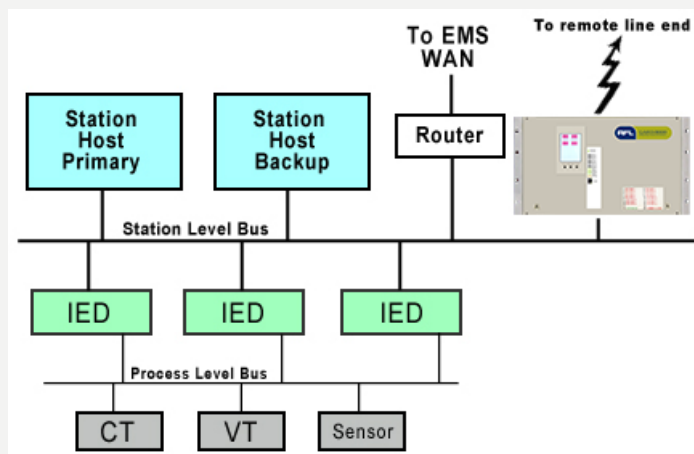 To EMS
WAN
To remote line end
Station
Host
Primary
Station
Host
Backup
Router
AFL
Station Level Bus
IED
IED
IED
Process Level Bus
CT
VT
Sensor